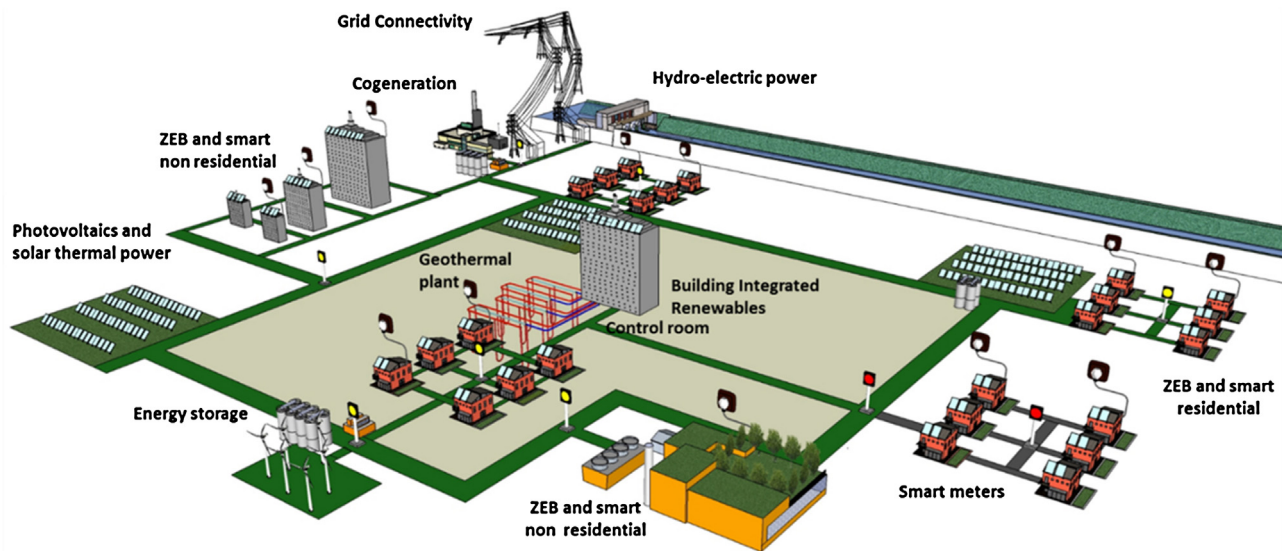 Grid Connectivity
Cogeneration
Hydro-electric power
ZEB and smart
non residential
Photovoltaics and
solar thermal power
Geothermal
plant
Building Integrated
Renewables
Control room
Energy storage
ZEB and smart
residential
Smart meters
ZEB and smart
non residential